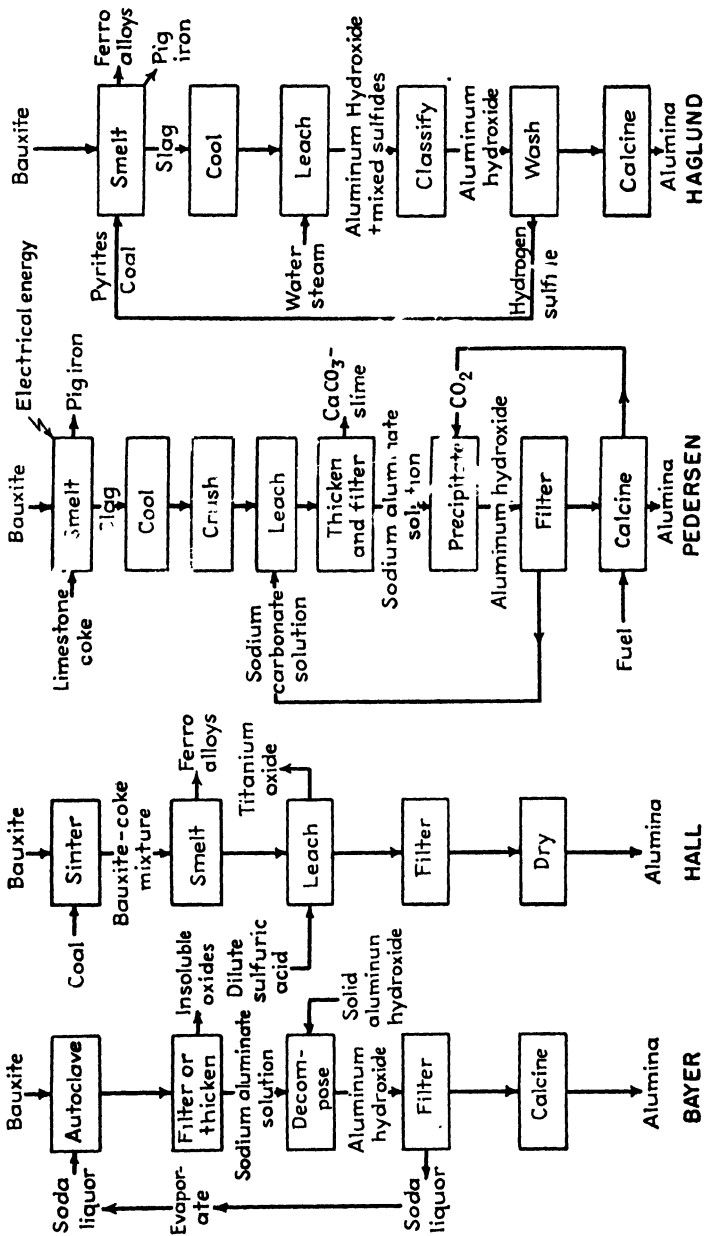 Bauxite
Soda
liquor
Autoclave
Evapor-
ate
Filter or
thicken
Insoluble
oxides
Sodium aluminate
solution
Decom-
pose
Solid
aluminun
hydroxide
Aluminum
hydroxide
Filter
Soda
liquor
Calcine
Alumina
BAYER
Bauxite
Coal
Sinter
Bauxite-coke
mixture
Smelt
Ferro
alloys
Titanium
oxide
Dilute
sulfuric
acid
Leach
Filter
Dry
Alumina
HALL
Bauxite
Electrical energy
Limestone
coke
Smelt
Pig iron
Slag
Cool
Crush
Sodium
carbonate
solution
Leach
Thicken
and filter
CaCO3-
slime
Sodium aluminate
solution
Precipitate
CO2
Aluminum hydroxide
Filter
Fuel
Calcine
Alumina
PEDERSEN
Bauxite
Pyrites
Coal
Smelt
Ferro
alloys
Pig
iron
Slag
Cool
Water
steam
Leach
Aluminum Hydroxide
+mixed sulfides
Classify
Aluminum
hydroxide
Wash
Hydrogen
sulfide
Calcine
Alumina
HAGLUND